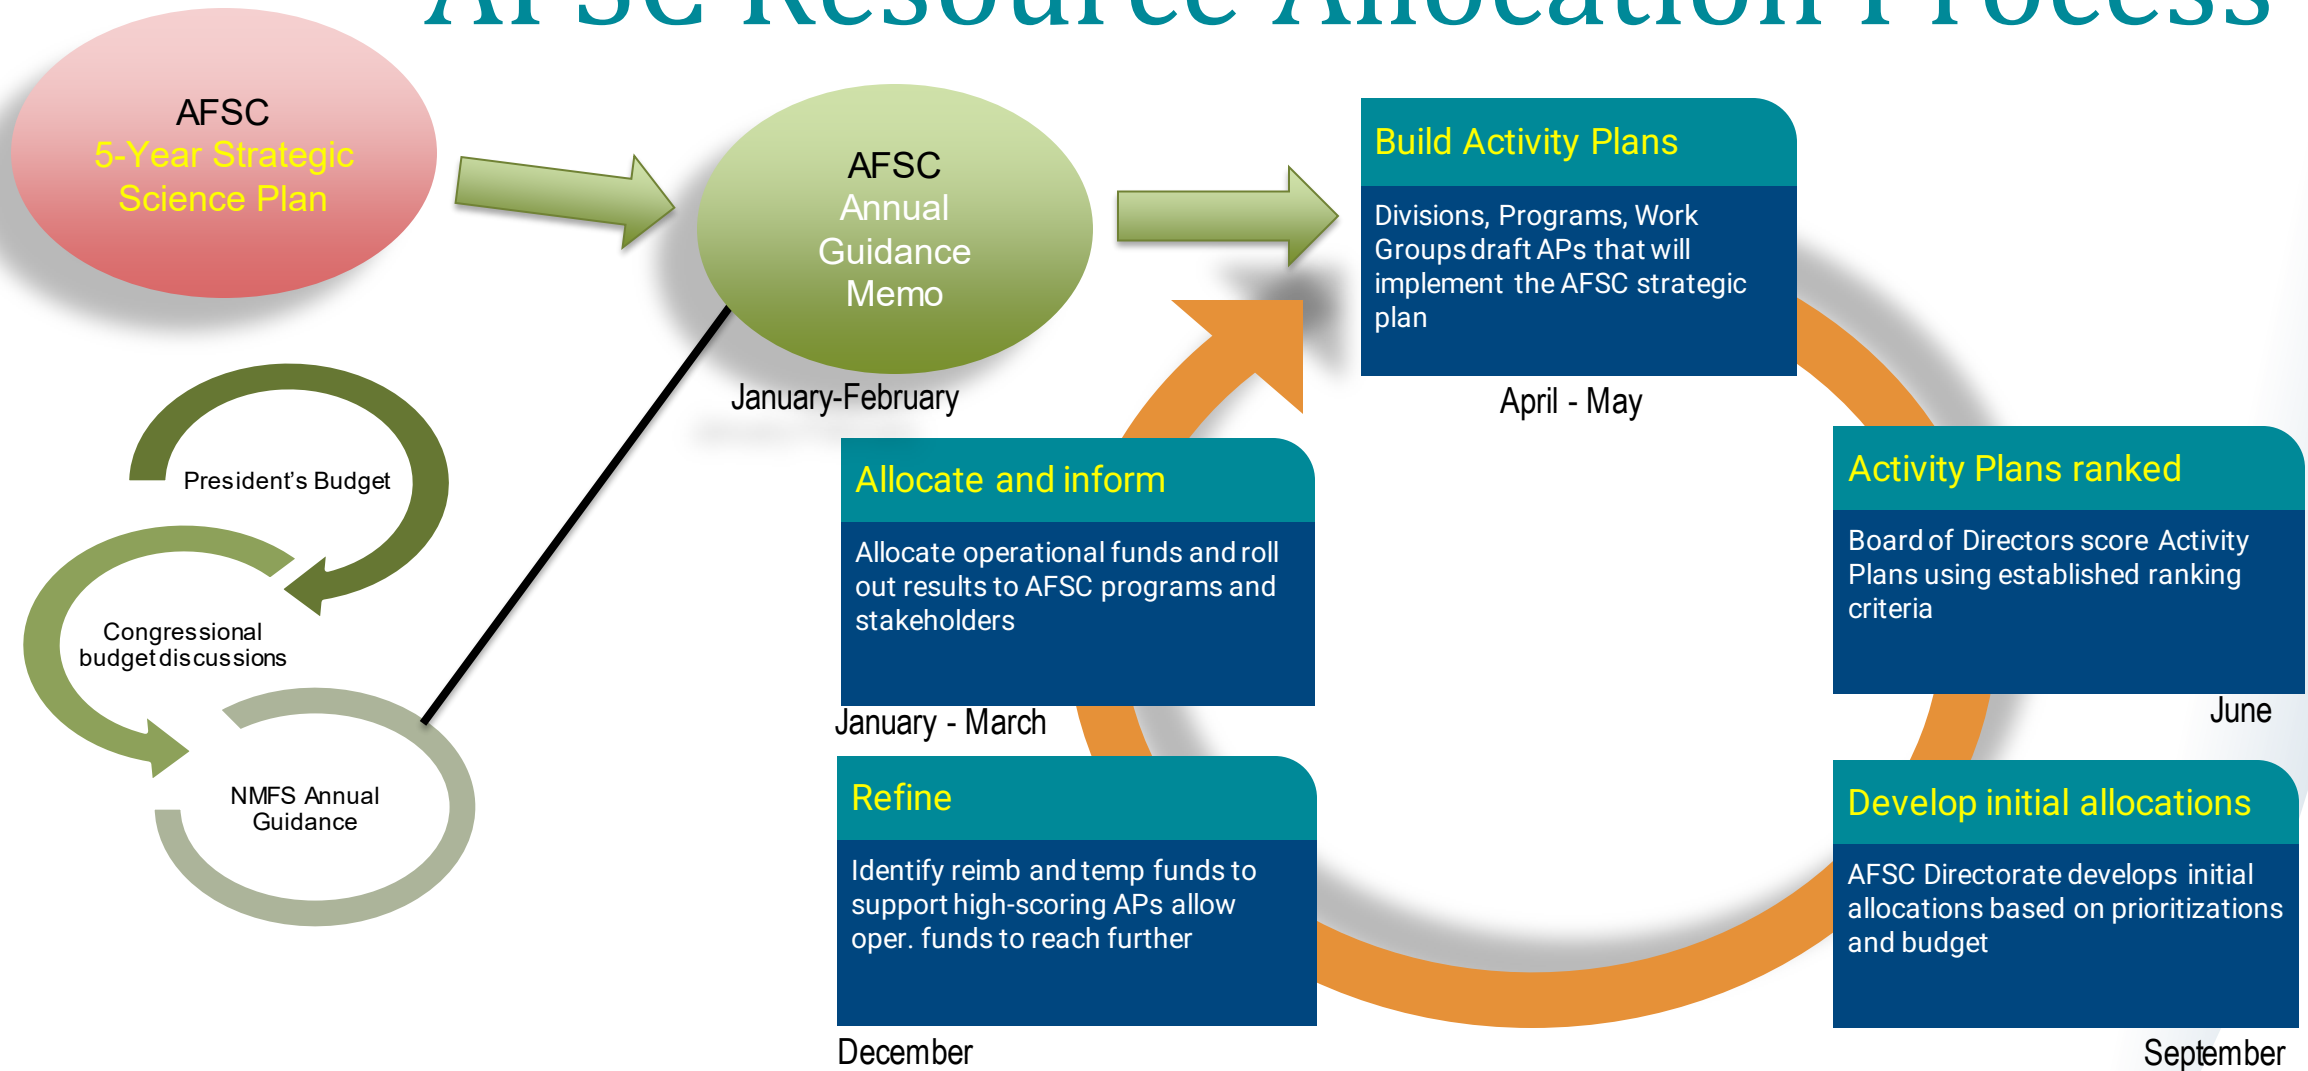 AFSC Resource Allocation Process
AFSC
5-Year Strategic
Science Plan
AFSC
Annual
Guidance
Memo
January-February
Build Activity Plans
Divisions, Programs, Work
Groups draft APs that will
implement the AFSC strategic
plan
April - May
President's Budget
Congressional
budget discussions
NMFS Annual
Guidance
Allocate and inform
Allocate operational funds and roll
out results to AFSC programs and
stakeholders
January - March
Activity Plans ranked
Board of Directors score Activity
Plans using established ranking
criteria
June
Refine
Identify reimb and temp funds to
support high-scoring APs allow
oper. funds to reach further
December
Develop initial allocations
AFSC Directorate develops initial
allocations based on prioritizations
and budget
September